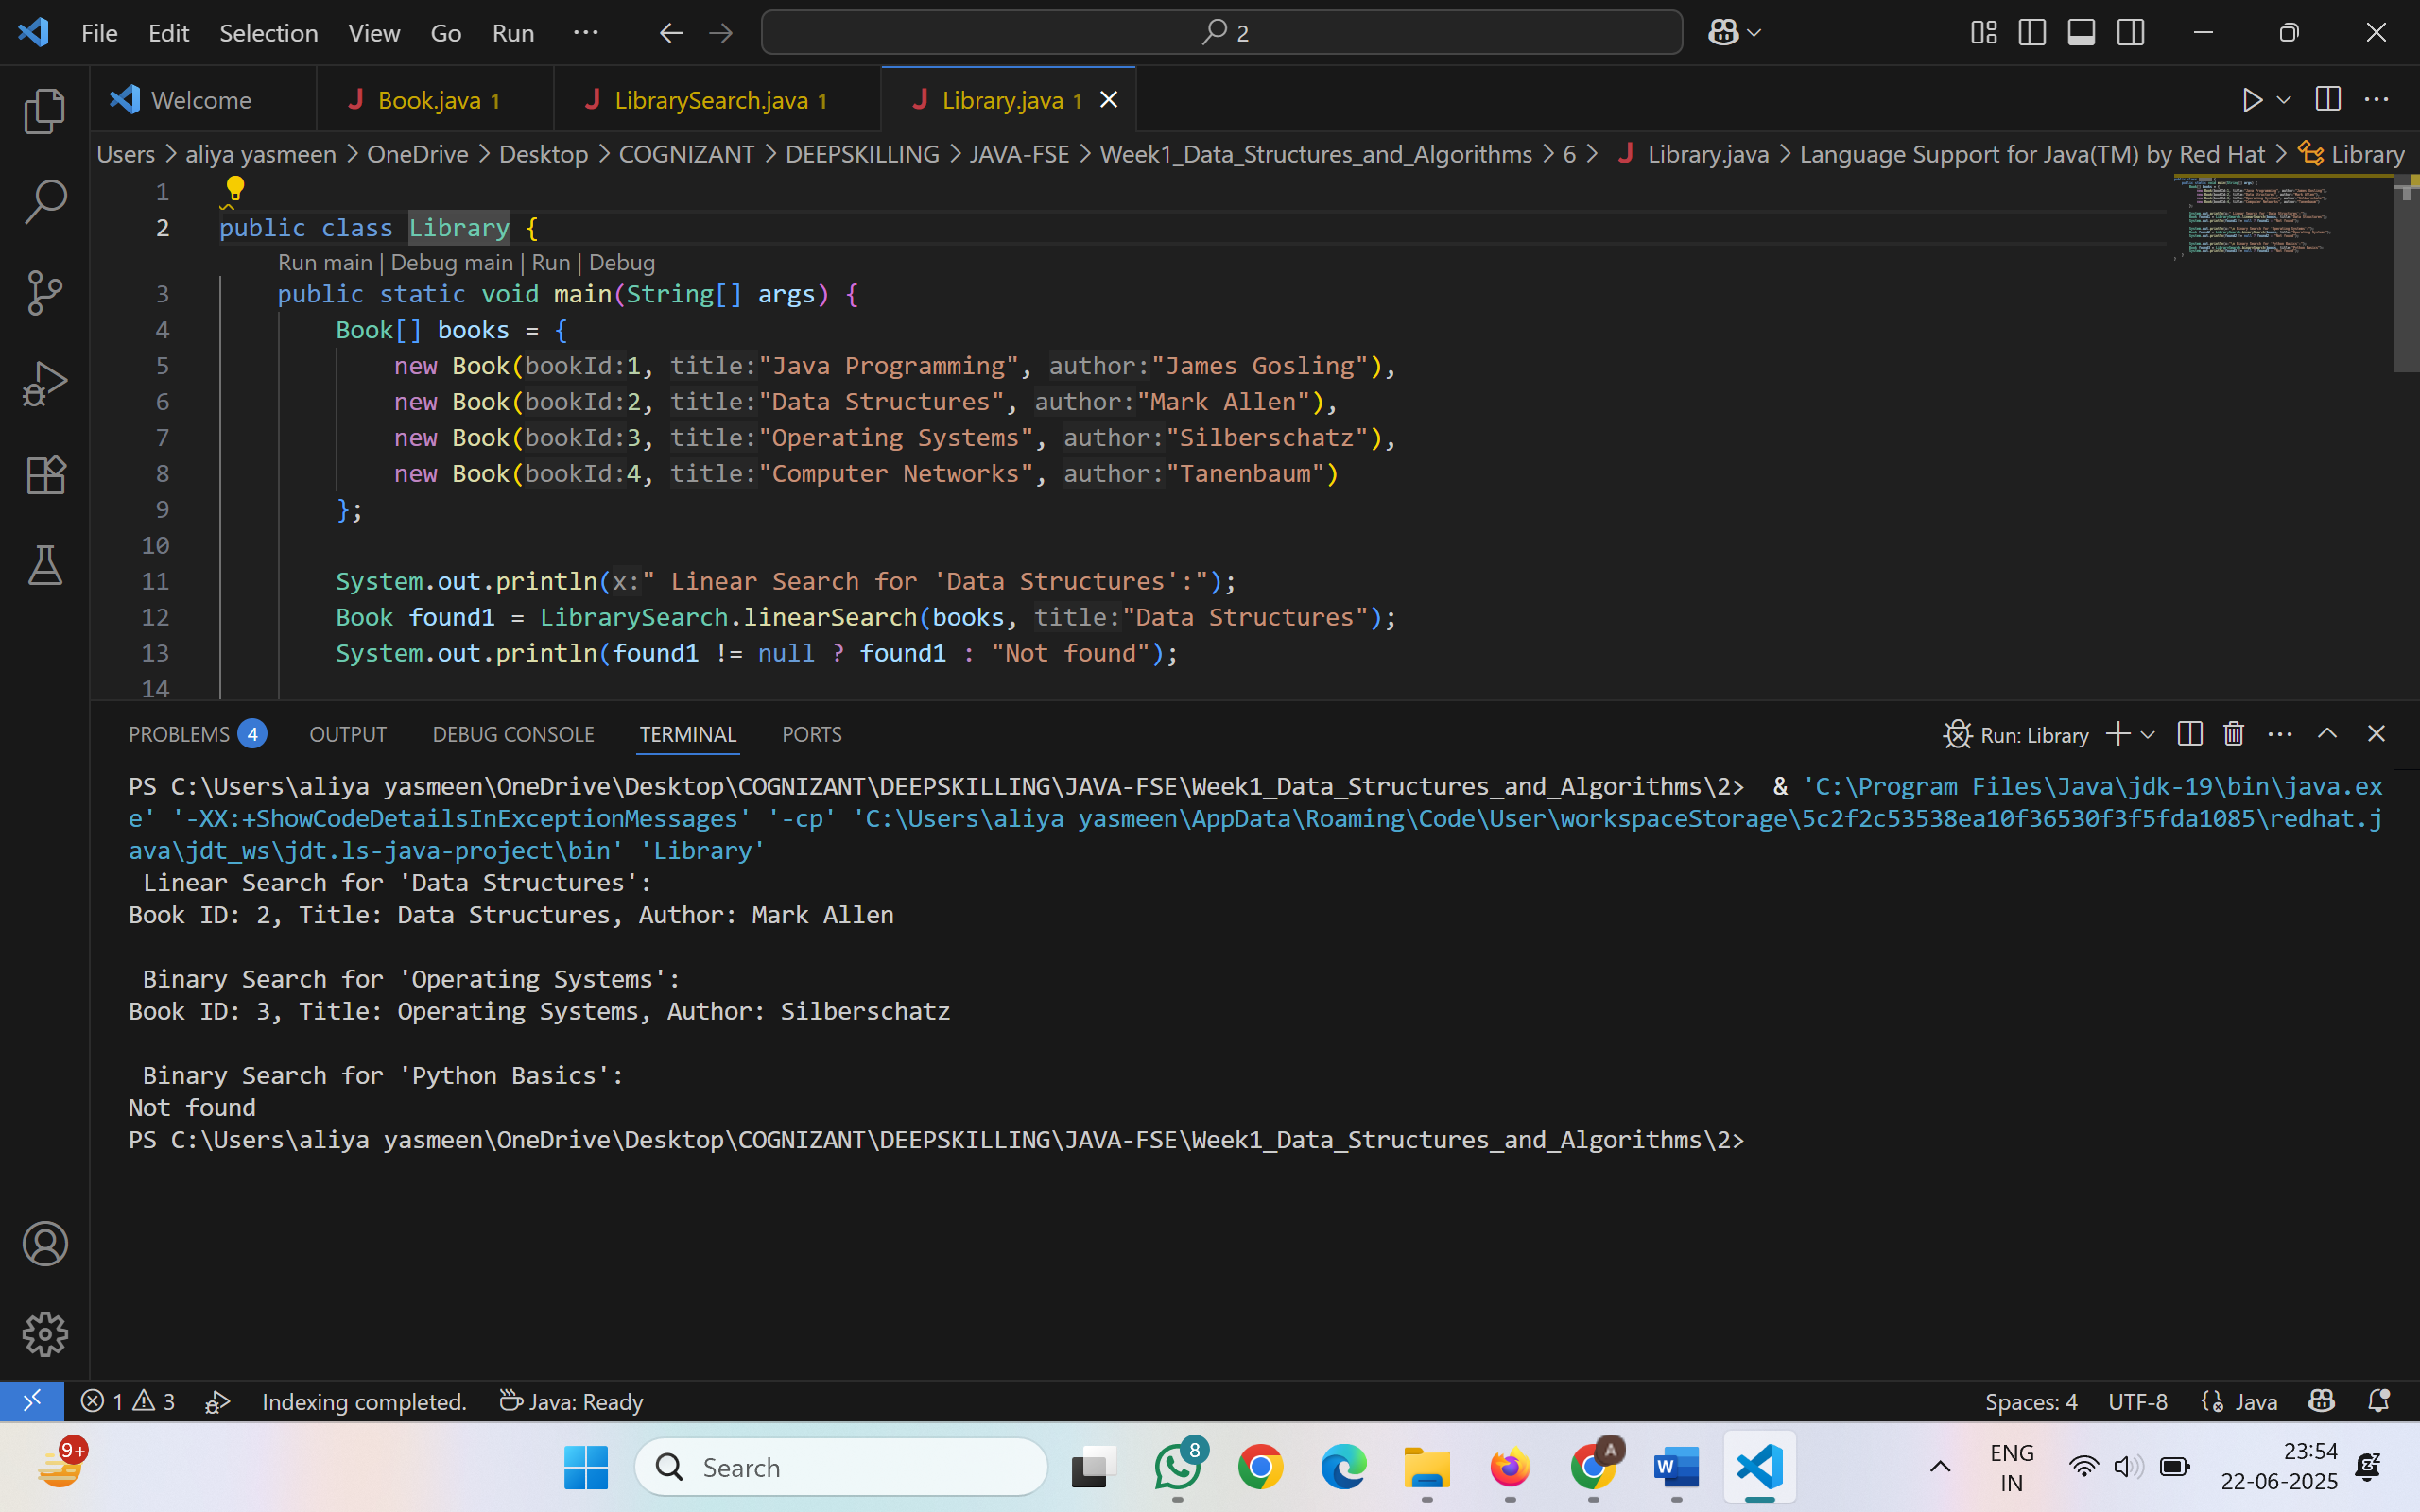 File Edit Selection View Go Run ··· 2
Welcome Book.java 1 LibrarySearch.java 1 Library.java 1
Users > aliya yasmeen > OneDrive > Desktop > COGNIZANT > DEEPSKILLING > JAVA-FSE > Week1_Data_Structures_and_Algorithms > 6 > Library.java > Language Support for Java(TM) by Red Hat > Library
1
2 public class Library {
Run main | Debug main | Run | Debug
3 public static void main(String[] args) {
4 Book[] books = {
5 new Book(bookId:1, title:"Java Programming", author:"James Gosling"),
6 new Book(bookId:2, title:"Data Structures", author:"Mark Allen"),
7 new Book(bookId:3, title:"Operating Systems", author:"Silberschatz"),
8 new Book(bookId:4, title:"Computer Networks", author:"Tanenbaum")
9 };
10
11 System.out.println(x:" Linear Search for 'Data Structures':");
12 Book found1 = LibrarySearch.linearSearch(books, title:"Data Structures");
13 System.out.println(found1 != null ? found1 : "Not found");
14
PROBLEMS 4 OUTPUT DEBUG CONSOLE TERMINAL PORTS Run: Library
PS C:\Users\aliya yasmeen\OneDrive\Desktop\COGNIZANT\DEEPSKILLING\JAVA-FSE\Week1_Data_Structures_and_Algorithms\2>  & 'C:\Program Files\Java\jdk-19\bin\java.ex
e' '-XX:+ShowCodeDetailsInExceptionMessages' '-cp' 'C:\Users\aliya yasmeen\AppData\Roaming\Code\User\workspaceStorage\5c2f2c53538ea10f36530f3f5fda1085\redhat.j
ava\jdt_ws\jdt.ls-java-project\bin' 'Library'
Linear Search for 'Data Structures':
Book ID: 2, Title: Data Structures, Author: Mark Allen
Binary Search for 'Operating Systems':
Book ID: 3, Title: Operating Systems, Author: Silberschatz
Binary Search for 'Python Basics':
Not found
PS C:\Users\aliya yasmeen\OneDrive\Desktop\COGNIZANT\DEEPSKILLING\JAVA-FSE\Week1_Data_Structures_and_Algorithms\2>
1 3 Indexing completed. Java: Ready Spaces: 4 UTF-8 Java
9+ Search 8 A W ENG 23:54
IN 22-06-2025